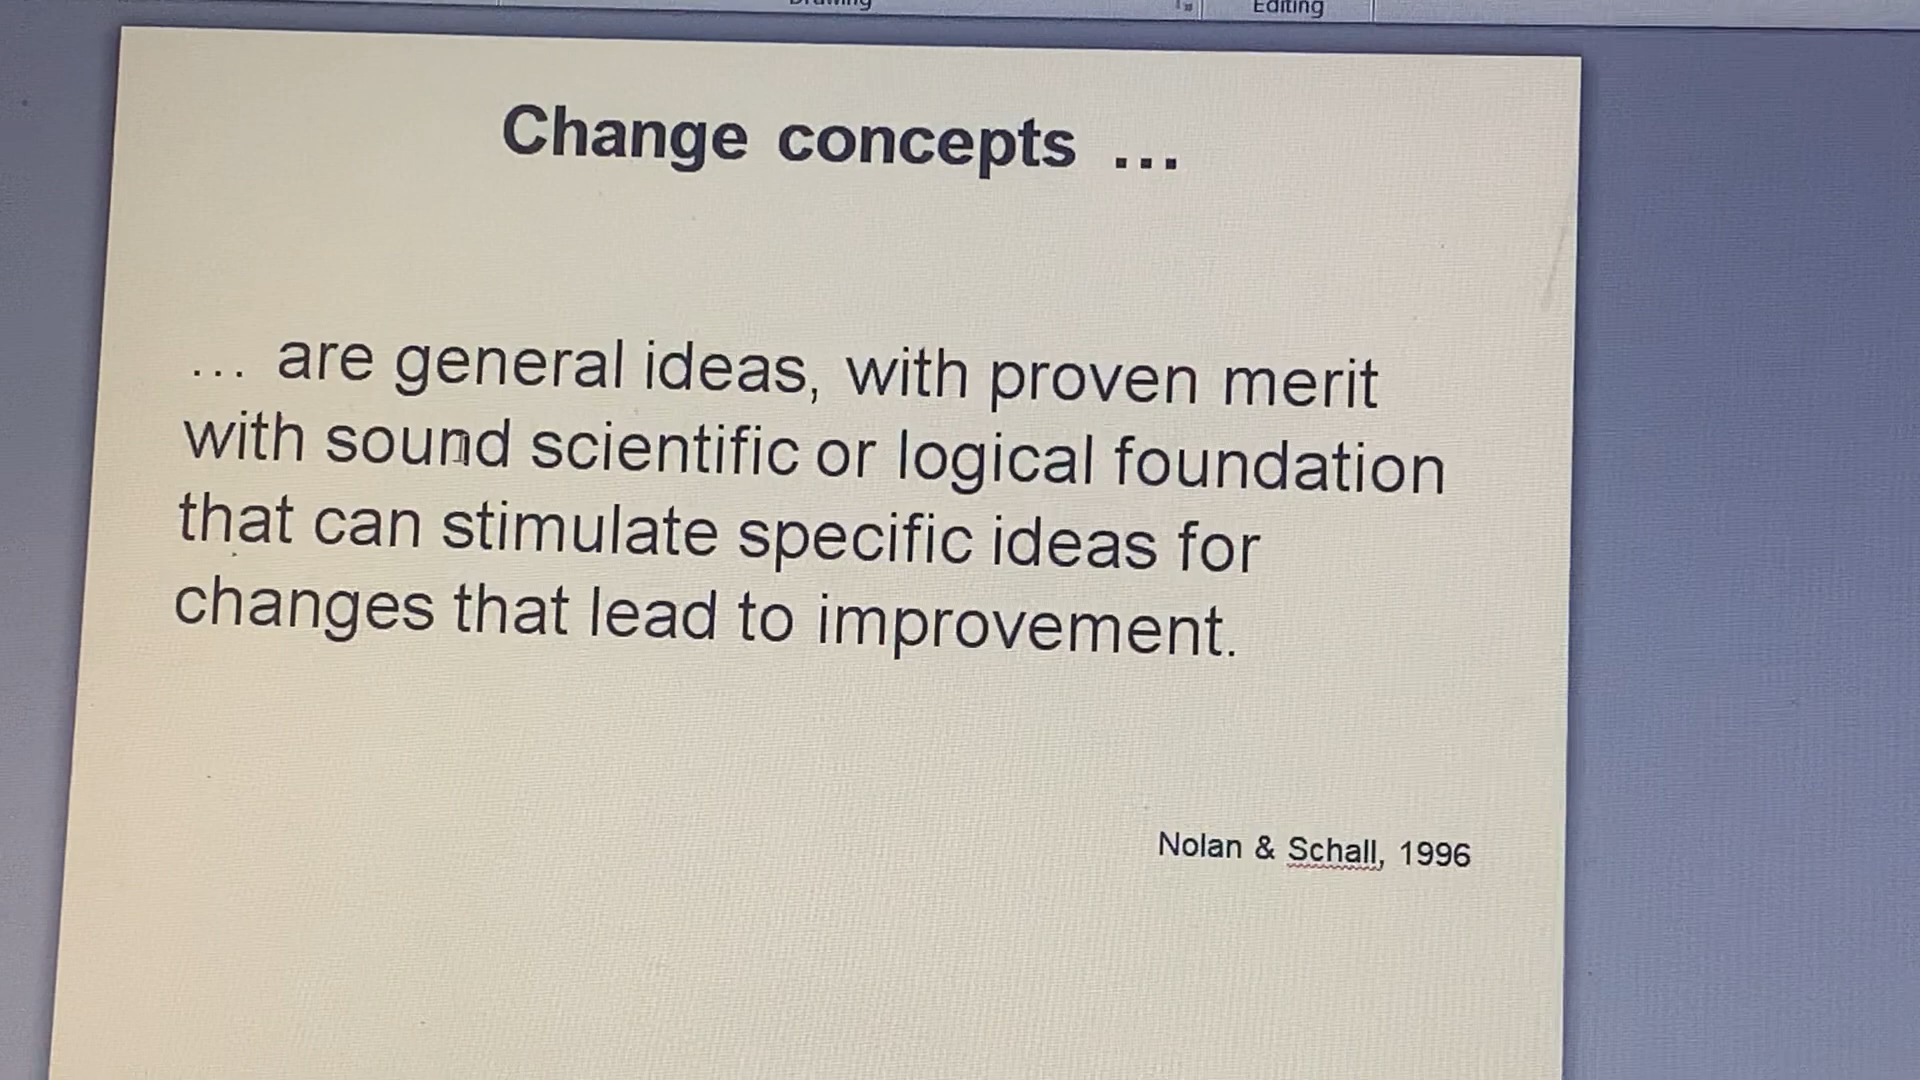 Editing
Change concepts ...
... are general ideas, with proven merit
with sound scientific or logical foundation
that can stimulate specific ideas for
changes that lead to improvement.
Nolan & Schall, 1996